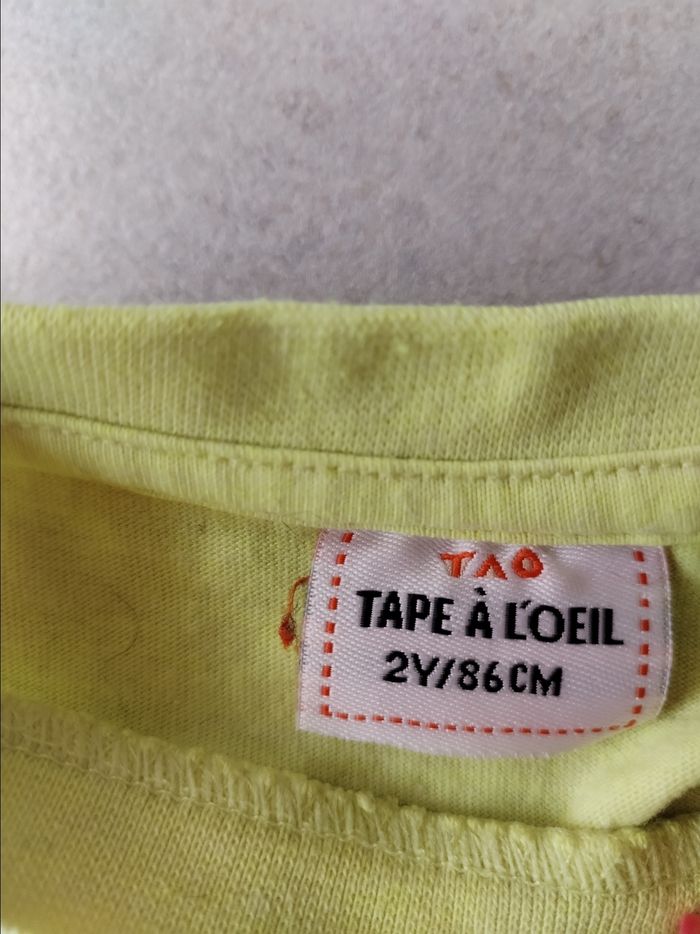 TAO
TAPE À L'OEIL
2Y/86CM